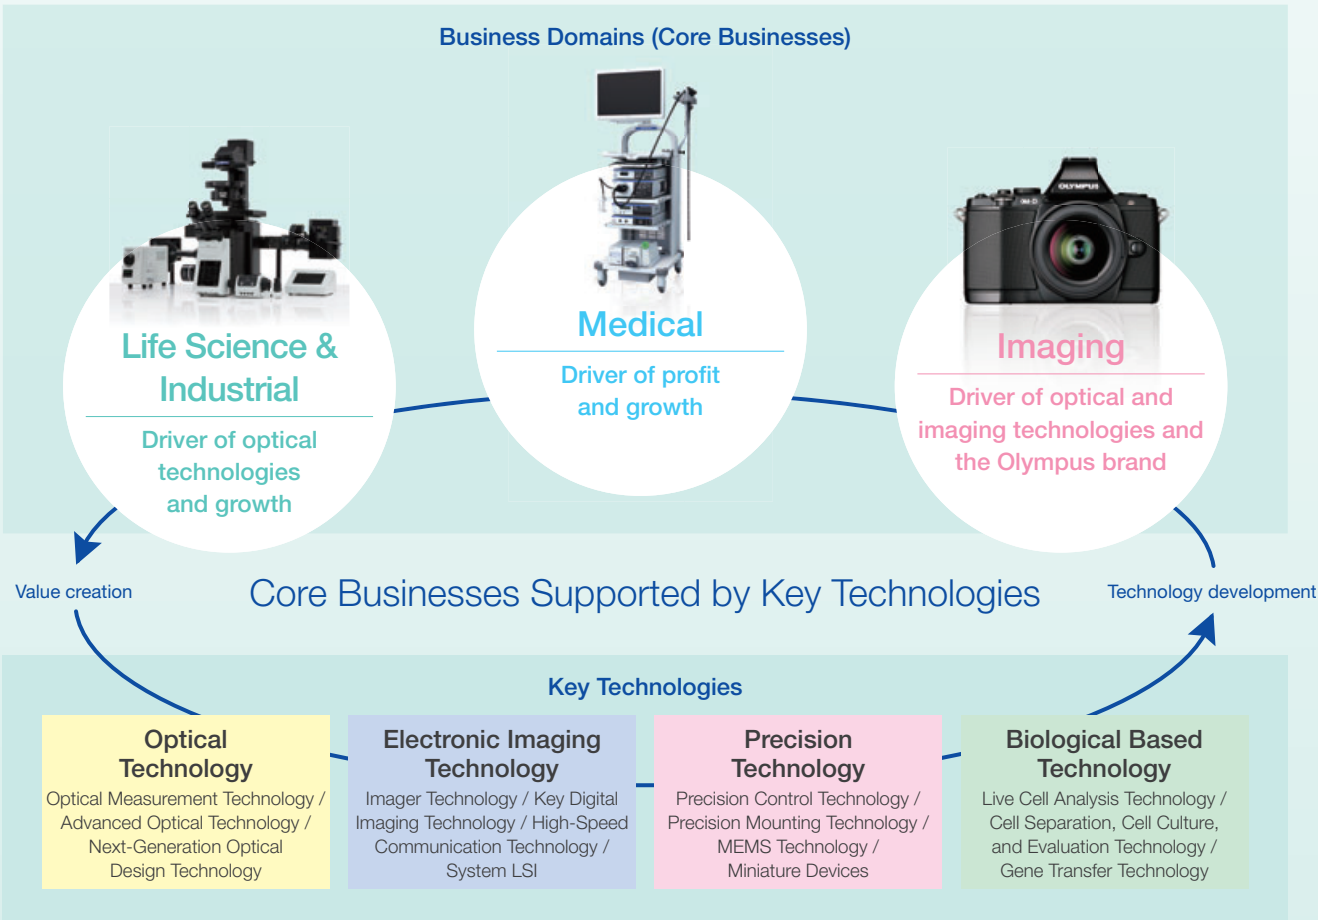 Business Domains (Core Businesses)
OLYMPUS
OM-D
Life Science &
Industrial
Driver of optical
technologies
and growth
Medical
Driver of profit
and growth
Imaging
Driver of optical and
imaging technologies and
the Olympus brand
Value creation
Core Businesses Supported by Key Technologies
Technology development
Key Technologies
Optical
Technology
Optical Measurement Technology /
Advanced Optical Technology /
Next-Generation Optical
Design Technology
Electronic Imaging
Technology
Imager Technology / Key Digital
Imaging Technology / High-Speed
Communication Technology /
System LSI
Precision
Technology
Precision Control Technology /
Precision Mounting Technology /
MEMS Technology /
Miniature Devices
Biological Based
Technology
Live Cell Analysis Technology /
Cell Separation, Cell Culture,
and Evaluation Technology /
Gene Transfer Technology